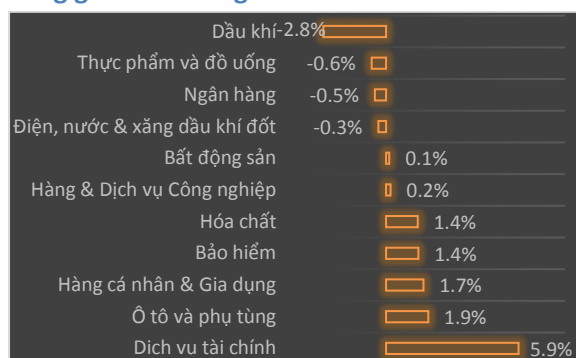 Dầu khí -2.8%
Thực phẩm và đồ uống -0.6%
Ngân hàng -0.5%
Điện, nước & xăng dầu khí đốt -0.3%
Bất động sản 0.1%
Hàng & Dịch vụ Công nghiệp 0.2%
Hóa chất 1.4%
Bảo hiểm 1.4%
Hàng cá nhân & Gia dụng 1.7%
Ô tô và phụ tùng 1.9%
Dịch vụ tài chính 5.9%